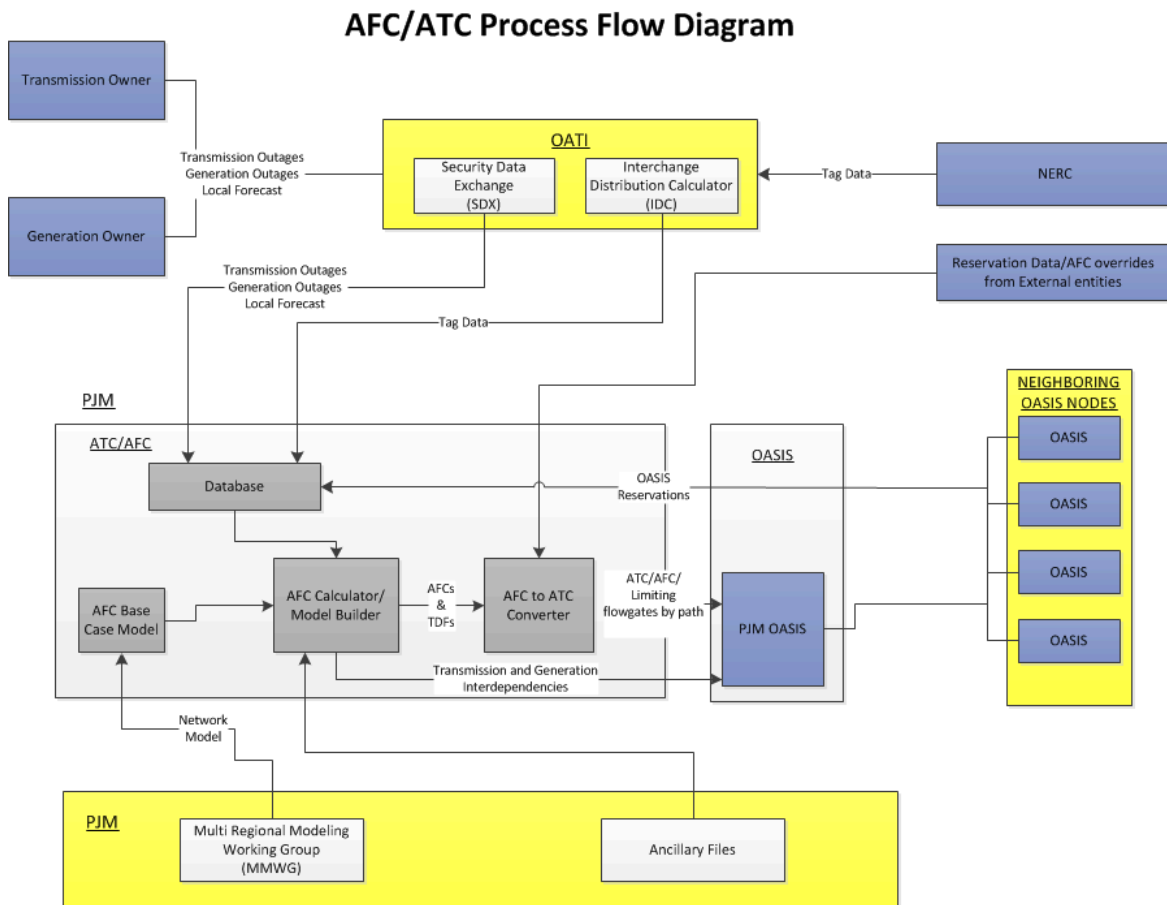 AFC/ATC Process Flow Diagram
Transmission Owner
Generation Owner
Transmission Outages
Generation Outages
Local Forecast
OATI
Security Data
Exchange
(SDX)
Interchange
Distribution Calculator
(IDC)
Tag Data
NERC
Reservation Data/AFC overrides
from External entities
Transmission Outages
Generation Outages
Local Forecast
Tag Data
PJM
ATC/AFC
Database
AFC Base
Case Model
AFC Calculator/
Model Builder
AFCs
&
TDFs
AFC to ATC
Converter
OASIS
Reservations
ATC/AFC/
Limiting
flowgates by path
Transmission and Generation
Interdependencies
OASIS
PJM OASIS
NEIGHBORING
OASIS NODES
OASIS
OASIS
OASIS
OASIS
Network
Model
PJM
Multi Regional Modeling
Working Group
(MMWG)
Ancillary Files